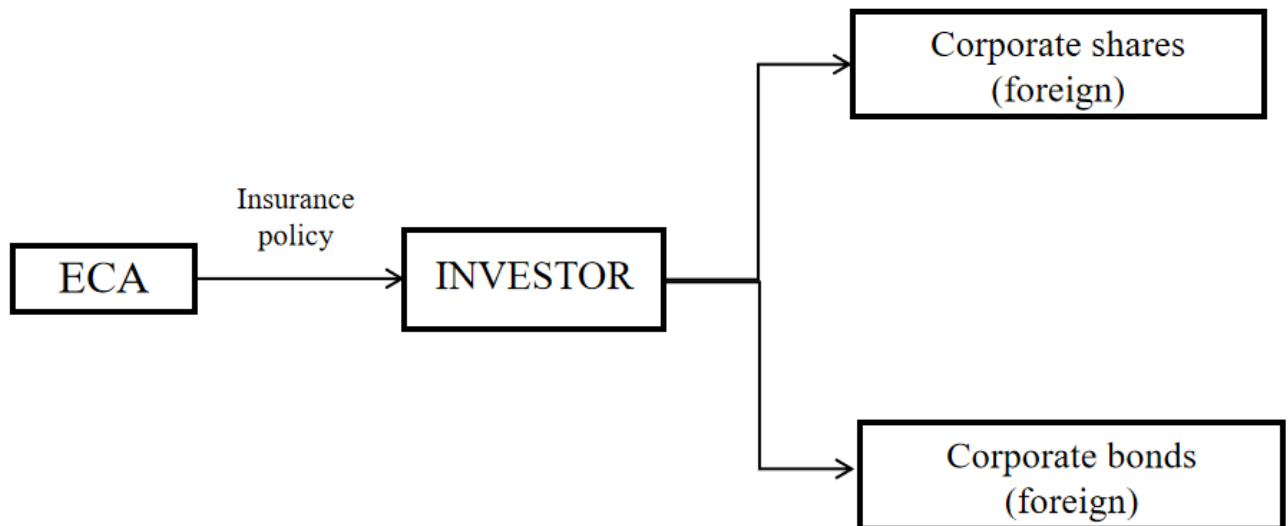 Corporate shares
(foreign)
Insurance
policy
ECA
INVESTOR
Corporate bonds
(foreign)